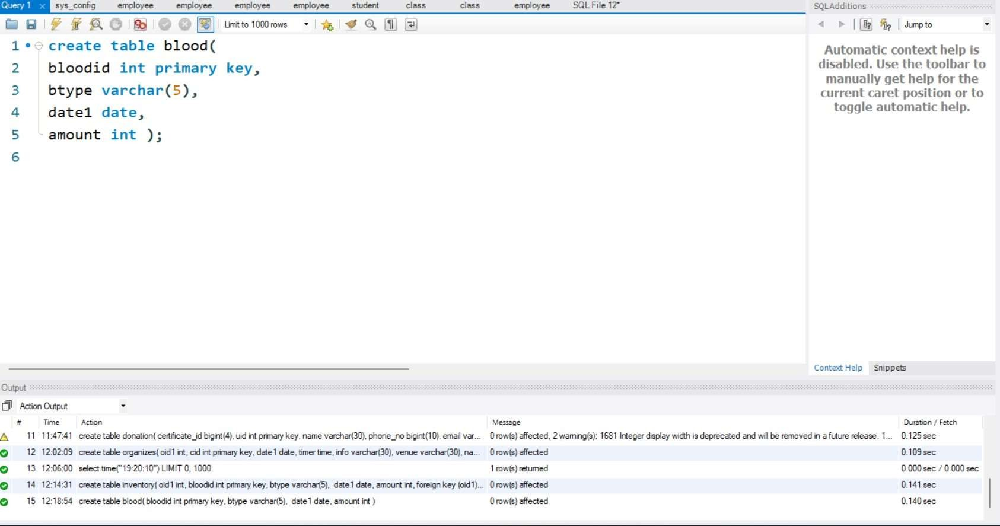 Query 1 sys_config employee employee employee employee student class class employee SQL File 12*
SQLAdditions
Limit to 1000 rows
Jump to
1 create table blood(
2 bloodid int primary key,
3 btype varchar(5),
4 date1 date,
5 amount int );
6
Automatic context help is
disabled. Use the toolbar to
manually get help for the
current caret position or to
toggle automatic help.
Context Help Snippets
Output
Action Output
# Time Action Message Duration / Fetch
11 11:47:41 create table donation( certificate_id bigint(4), uid int primary key, name varchar(30), phone_no bigint(10), email var... 0 row(s) affected, 2 warning(s): 1681 Integer display width is deprecated and will be removed in a future release. 1... 0.125 sec
12 12:02:09 create table organizes( oid1 int, cid int primary key, date1 date, timer time, info varchar(30), venue varchar(30), na... 0 row(s) affected 0.109 sec
13 12:06:00 select time("19:20:10") LIMIT 0, 1000 1 row(s) returned 0.000 sec / 0.000 sec
14 12:14:31 create table inventory( oid1 int, bloodid int primary key, btype varchar(5), date1 date, amount int, foreign key (oid1)... 0 row(s) affected 0.141 sec
15 12:18:54 create table blood( bloodid int primary key, btype varchar(5), date1 date, amount int ) 0 row(s) affected 0.140 sec